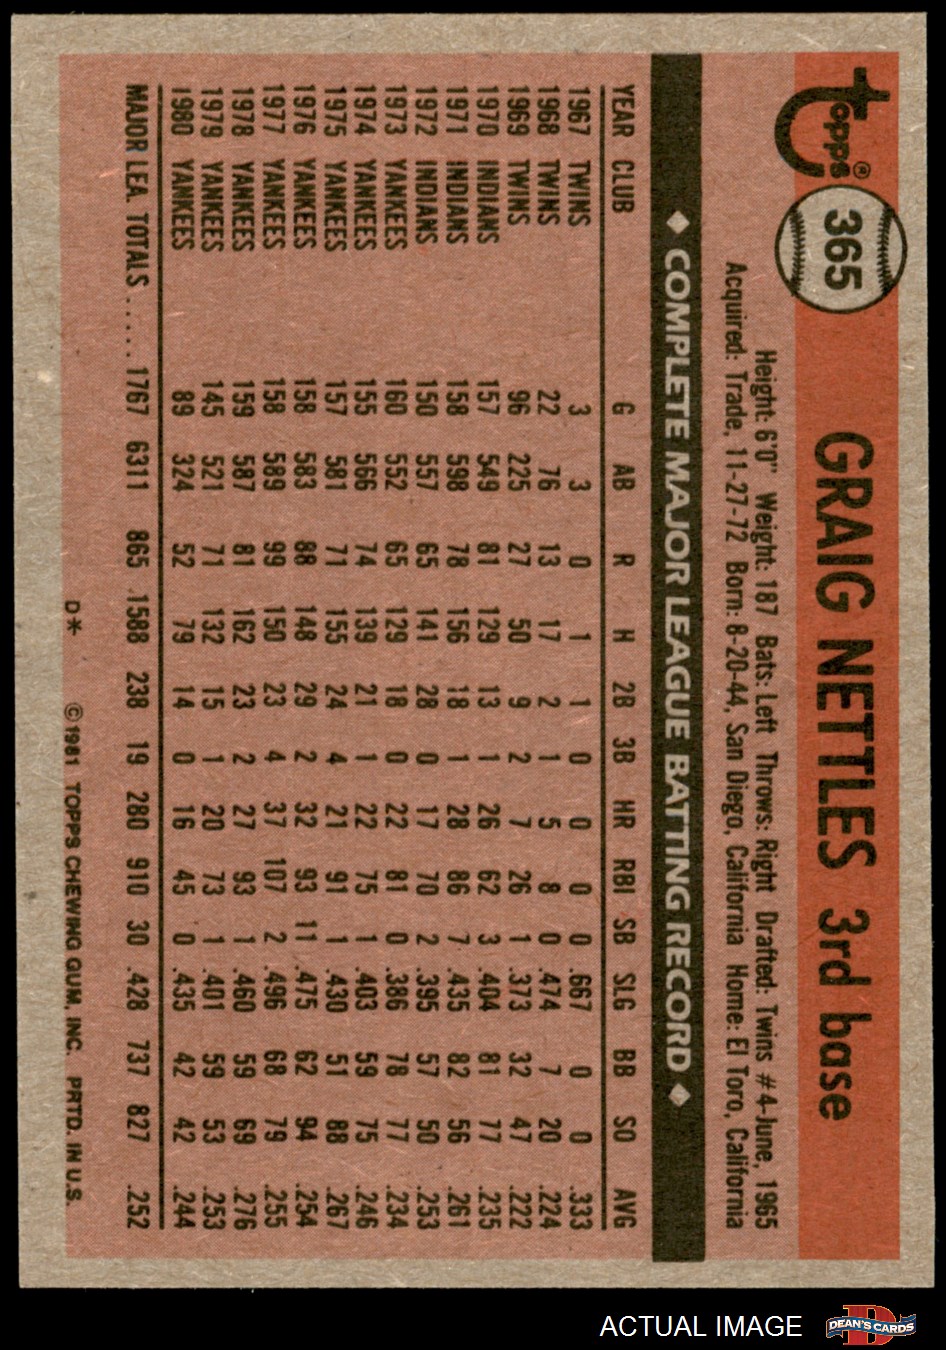 Topps®
365
GRAIG NETTLES 3rd base
Height: 6'0" Weight: 187 Bats: Left Throws: Right Drafted: Twins #4-June, 1965
Acquired: Trade, 11-27-72 Born: 8-20-44, San Diego, California Home: El Toro, California
◆ COMPLETE MAJOR LEAGUE BATTING RECORD ◆
YEAR CLUB G AB R H 2B 3B HR RBI SB SLG BB SO AVG
1967 TWINS 3 3 0 1 1 0 0 0 0 .667 0 0 .333
1968 TWINS 22 76 13 17 2 1 5 8 0 .474 7 20 .224
1969 TWINS 96 225 27 50 9 2 7 26 1 .373 32 47 .222
1970 INDIANS 157 549 81 129 13 1 26 62 3 .404 81 77 .235
1971 INDIANS 158 598 78 156 18 1 28 86 7 .435 82 56 .261
1972 INDIANS 150 557 65 141 28 0 17 70 2 .395 57 50 .253
1973 YANKEES 160 552 65 129 18 0 22 81 0 .386 78 77 .234
1974 YANKEES 155 566 74 139 21 1 22 75 1 .403 59 75 .246
1975 YANKEES 157 581 71 155 24 4 21 91 1 .430 51 88 .267
1976 YANKEES 158 583 88 148 29 2 32 93 11 .475 62 94 .254
1977 YANKEES 158 589 99 150 23 4 37 107 2 .496 68 79 .255
1978 YANKEES 159 587 81 162 23 2 27 93 1 .460 59 69 .276
1979 YANKEES 145 521 71 132 15 1 20 73 1 .401 59 53 .253
1980 YANKEES 89 324 52 79 14 0 16 45 0 .435 42 42 .244
MAJOR LEA. TOTALS ..... 1767 6311 865 .1588 238 19 280 910 30 .428 737 827 .252
D* © 1981 TOPPS CHEWING GUM, INC. PRTD. IN U.S.
ACTUAL IMAGE DEAN'S CARDS